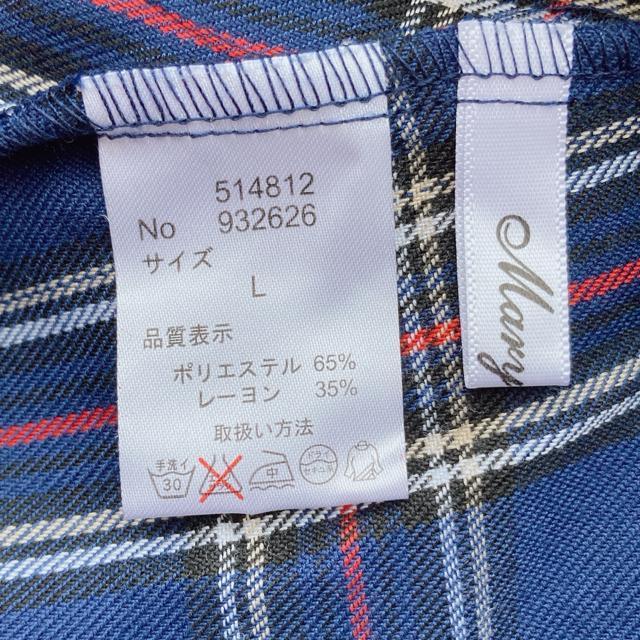 514812
No 932626
サイズ
L
品質表示
ポリエステル 65%
レーヨン 35%
取扱い方法
手洗イ
30
Mary